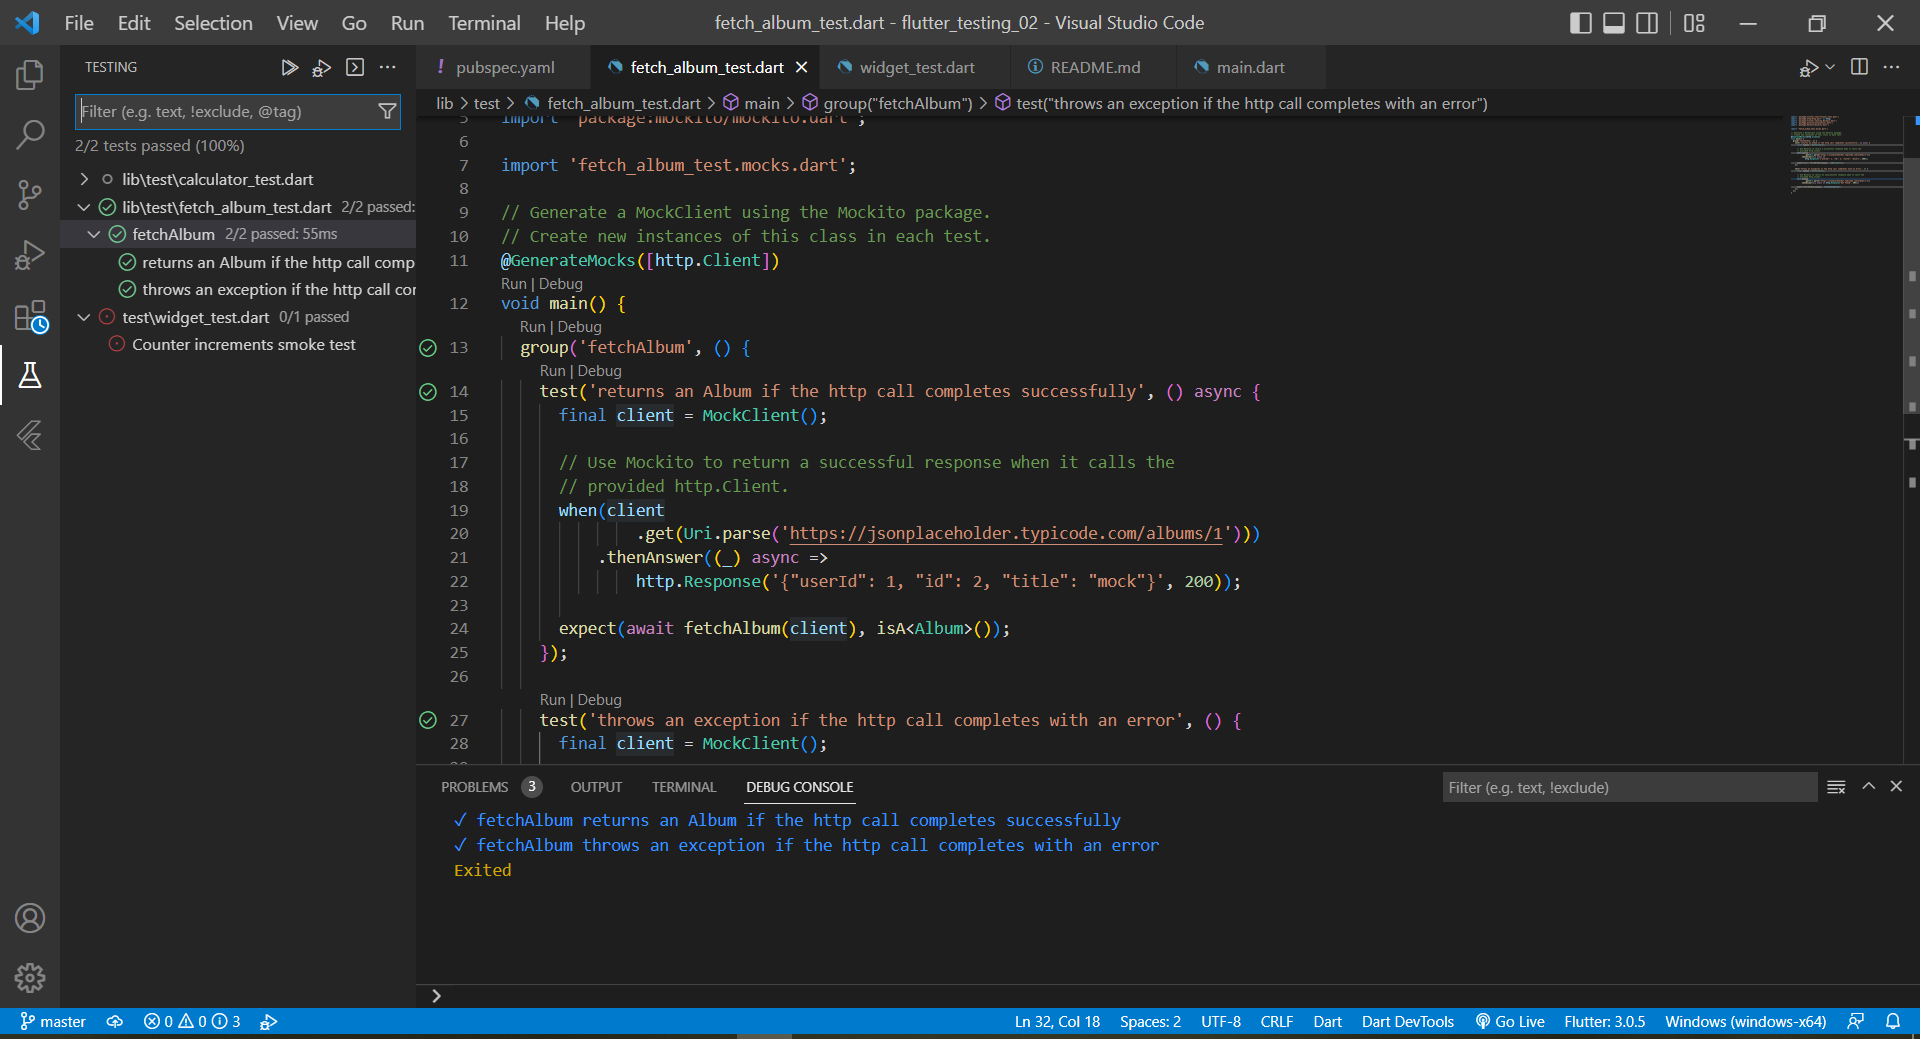 File Edit Selection View Go Run Terminal Help
fetch_album_test.dart - flutter_testing_02 - Visual Studio Code
TESTING
Filter (e.g. text, !exclude, @tag)
2/2 tests passed (100%)
lib\test\calculator_test.dart
lib\test\fetch_album_test.dart 2/2 passed:
fetchAlbum 2/2 passed: 55ms
returns an Album if the http call comp
throws an exception if the http call cor
test\widget_test.dart 0/1 passed
Counter increments smoke test
! pubspec.yaml fetch_album_test.dart widget_test.dart README.md main.dart
lib > test > fetch_album_test.dart > main > group("fetchAlbum") > test("throws an exception if the http call completes with an error")
5 import 'package:mockito/mockito.dart';
6
7 import 'fetch_album_test.mocks.dart';
8
9 // Generate a MockClient using the Mockito package.
10 // Create new instances of this class in each test.
11 @GenerateMocks([http.Client])
Run | Debug
12 void main() {
Run | Debug
13 group('fetchAlbum', () {
Run | Debug
14 test('returns an Album if the http call completes successfully', () async {
15 final client = MockClient();
16
17 // Use Mockito to return a successful response when it calls the
18 // provided http.Client.
19 when(client
20 .get(Uri.parse('https://jsonplaceholder.typicode.com/albums/1')))
21 .thenAnswer((_) async =>
22 http.Response('{"userId": 1, "id": 2, "title": "mock"}', 200));
23
24 expect(await fetchAlbum(client), isA<Album>());
25 });
26
Run | Debug
27 test('throws an exception if the http call completes with an error', () {
28 final client = MockClient();
PROBLEMS 3 OUTPUT TERMINAL DEBUG CONSOLE
Filter (e.g. text, !exclude)
✓ fetchAlbum returns an Album if the http call completes successfully
✓ fetchAlbum throws an exception if the http call completes with an error
Exited
master 0 0 3
Ln 32, Col 18 Spaces: 2 UTF-8 CRLF Dart Dart DevTools Go Live Flutter: 3.0.5 Windows (windows-x64)